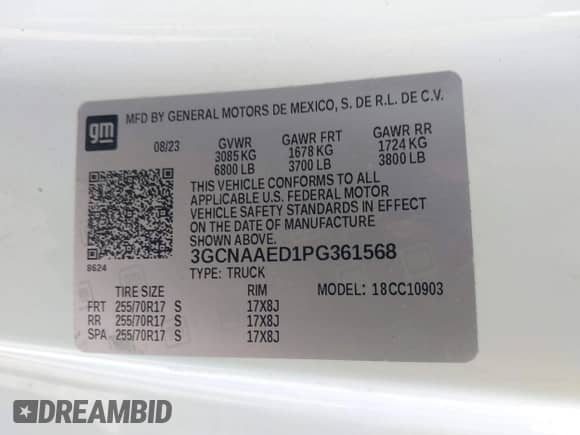 gm
MFD BY GENERAL MOTORS DE MEXICO, S. DE R.L. DE C.V.
08/23 GVWR GAWR FRT GAWR RR
3085 KG 1678 KG 1724 KG
6800 LB 3700 LB 3800 LB
THIS VEHICLE CONFORMS TO ALL
APPLICABLE U.S. FEDERAL MOTOR
VEHICLE SAFETY STANDARDS IN EFFECT
ON THE DATE OF MANUFACTURE
SHOWN ABOVE.
8624
3GCNAAED1PG361568
TYPE: TRUCK
TIRE SIZE RIM MODEL: 18CC10903
FRT 255/70R17 S 17X8J
RR 255/70R17 S 17X8J
SPA 255/70R17 S 17X8J
DREAMBID